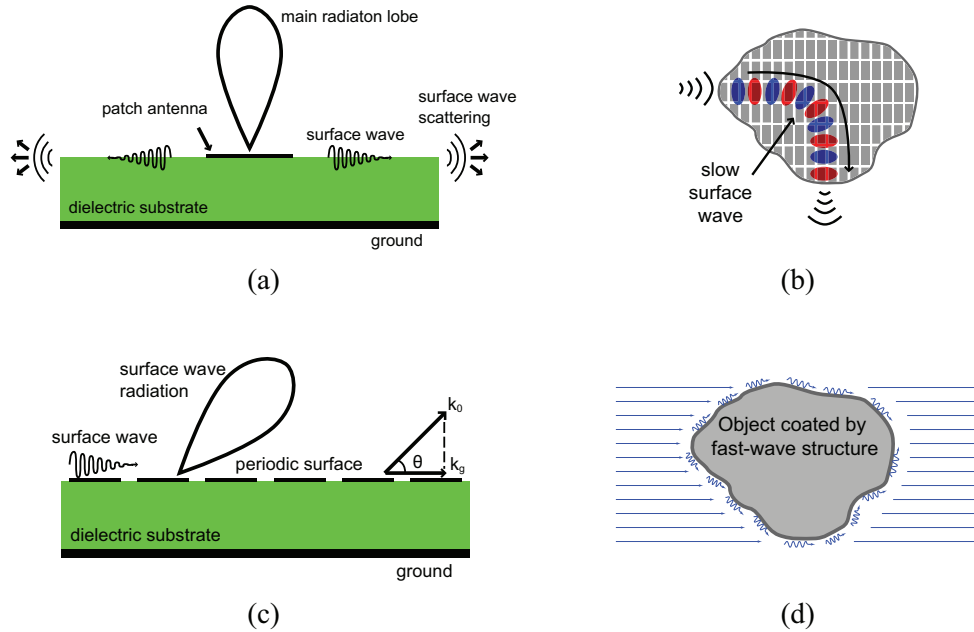 main radiaton lobe
patch antenna
surface wave
surface wave
scattering
dielectric substrate
ground
(a)
slow
surface
wave
(b)
surface wave
radiation
surface wave
periodic surface
k0
θ
kg
dielectric substrate
ground
(c)
Object coated by
fast-wave structure
(d)